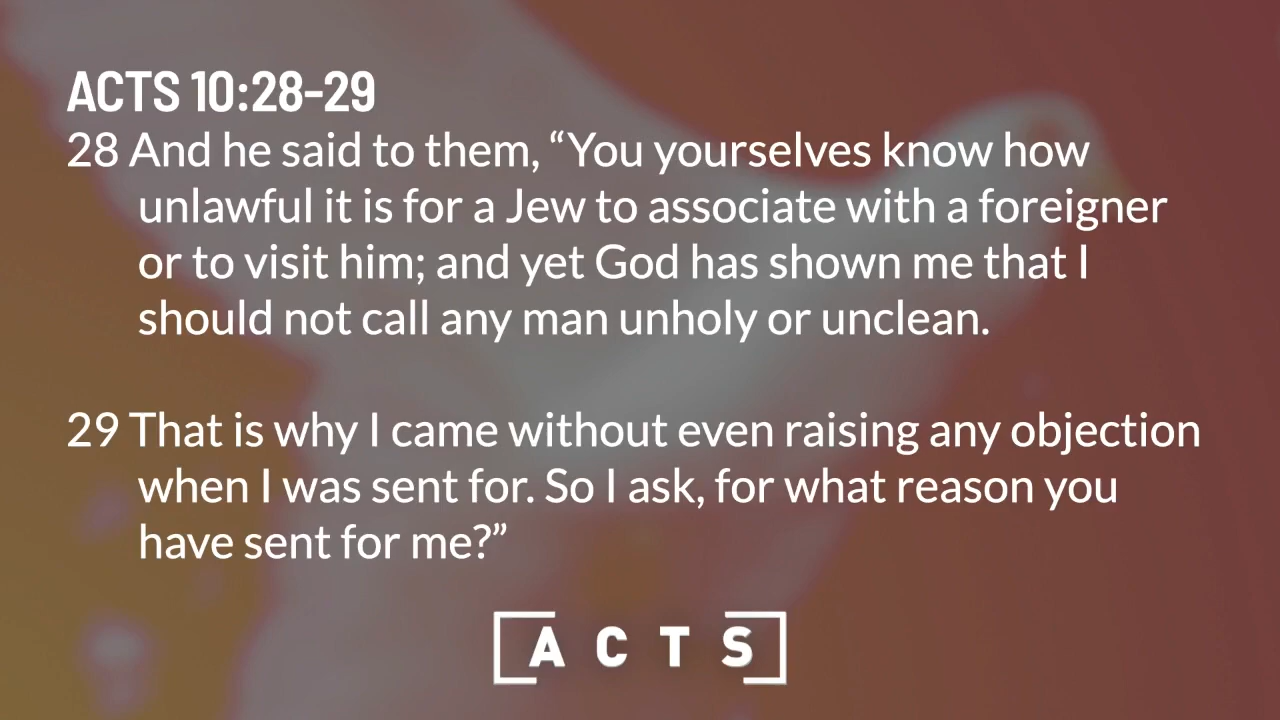 ACTS 10:28-29
28 And he said to them, “You yourselves know how
unlawful it is for a Jew to associate with a foreigner
or to visit him; and yet God has shown me that I
should not call any man unholy or unclean.
29 That is why I came without even raising any objection
when I was sent for. So I ask, for what reason you
have sent for me?”
ACTS